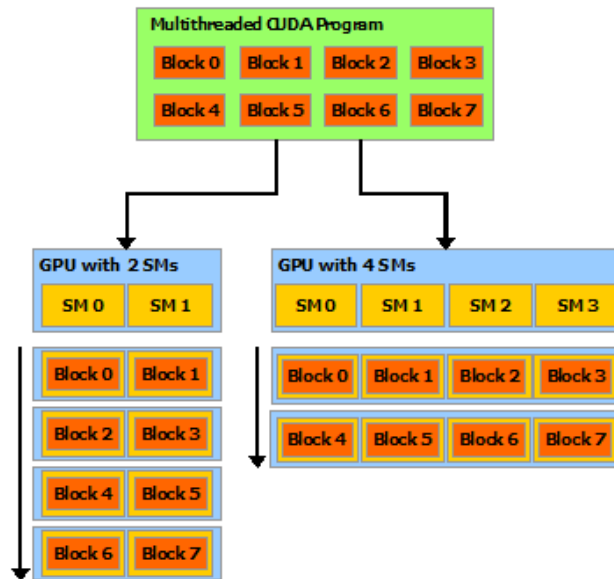 Multithreaded CUDA Program
Block 0 Block 1 Block 2 Block 3
Block 4 Block 5 Block 6 Block 7
GPU with 2 SMs
SM 0 SM 1
Block 0 Block 1
Block 2 Block 3
Block 4 Block 5
Block 6 Block 7
GPU with 4 SMs
SM 0 SM 1 SM 2 SM 3
Block 0 Block 1 Block 2 Block 3
Block 4 Block 5 Block 6 Block 7